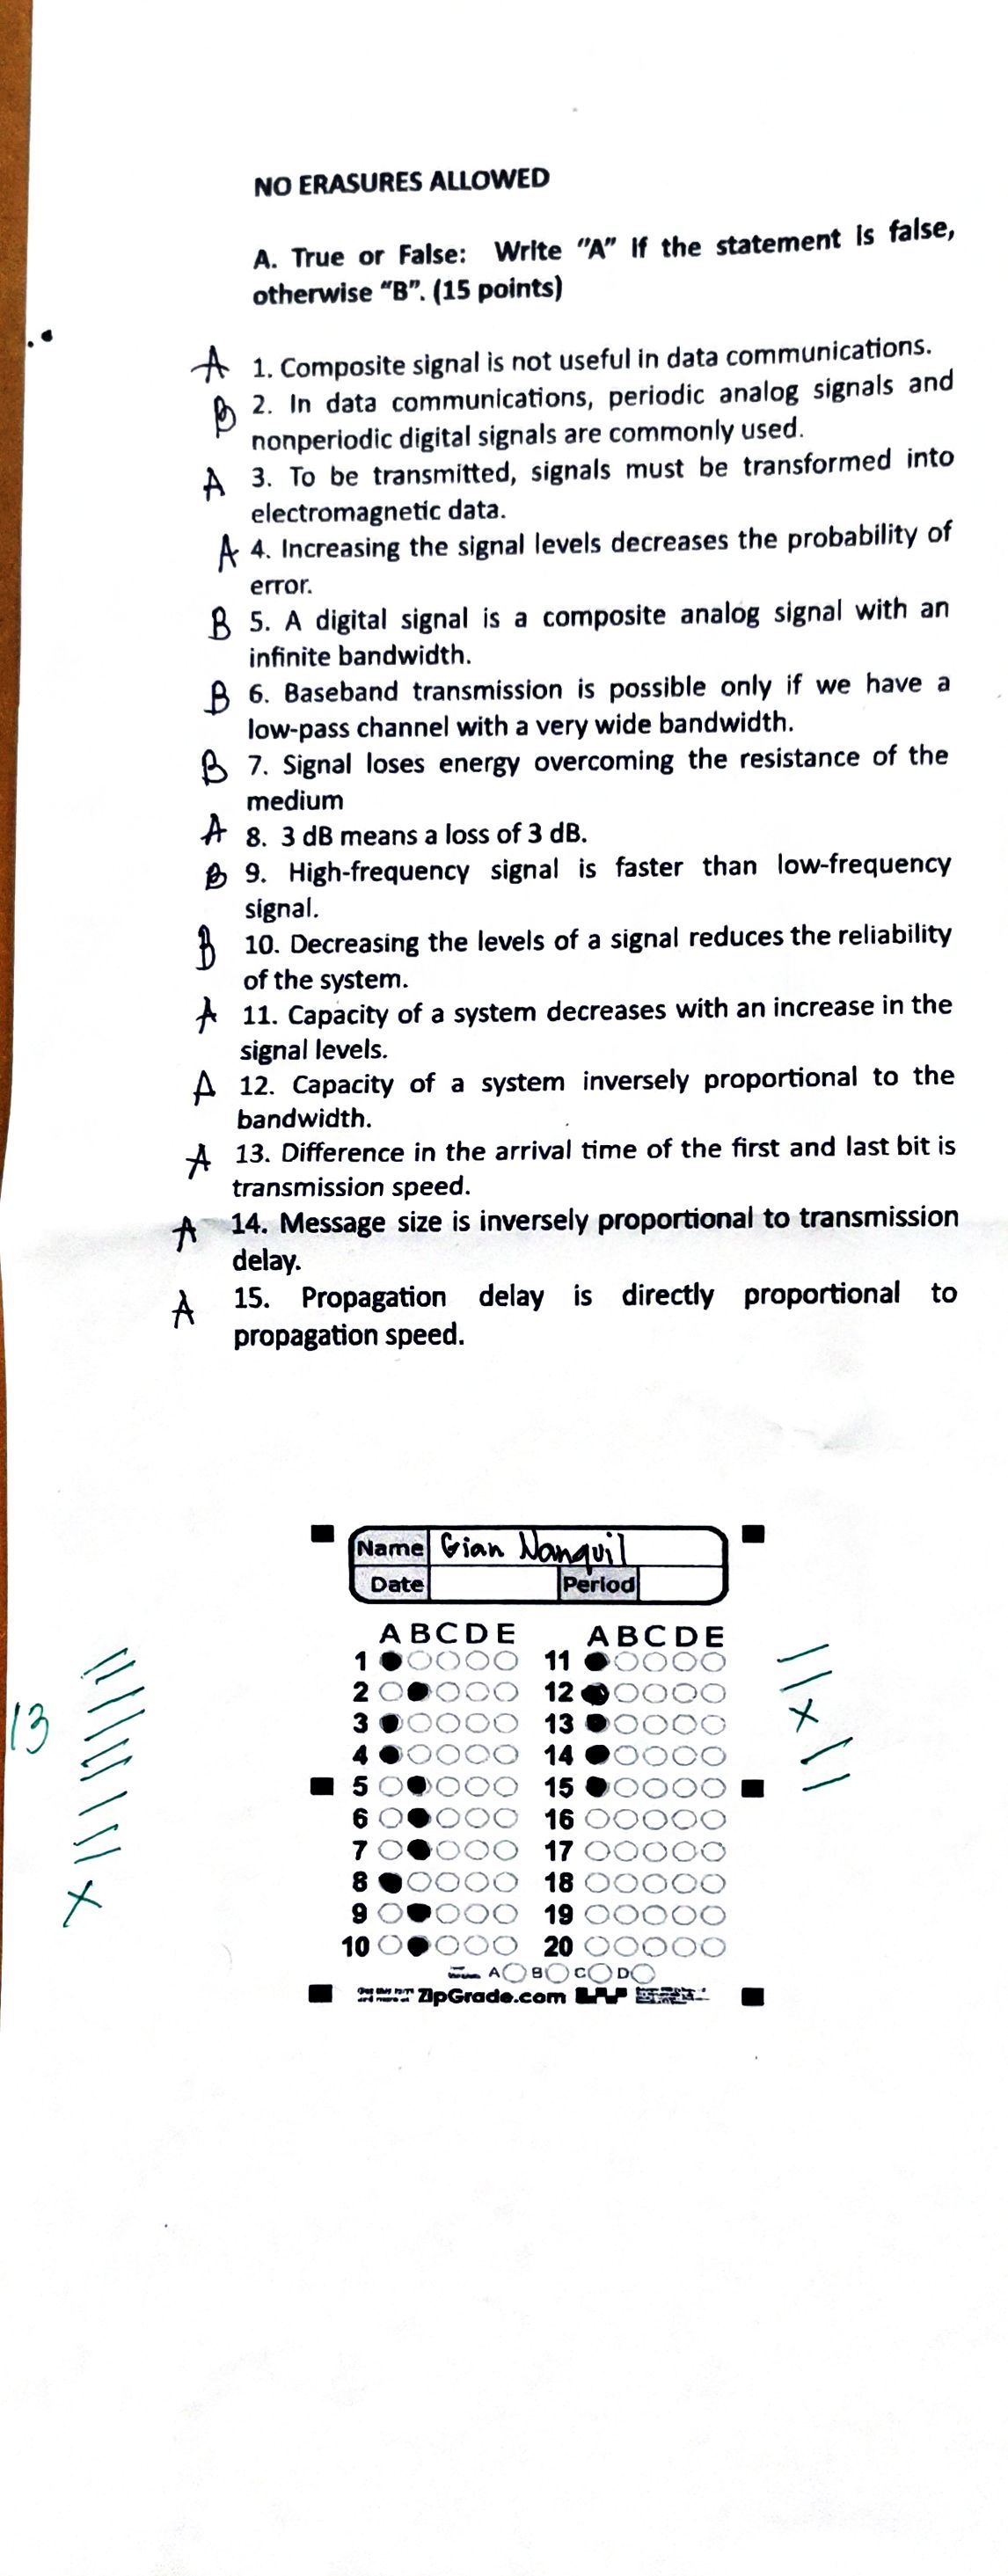 NO ERASURES ALLOWED
A. True or False: Write "A" if the statement is false,
otherwise "B". (15 points)
A 1. Composite signal is not useful in data communications.
B 2. In data communications, periodic analog signals and
nonperiodic digital signals are commonly used.
A 3. To be transmitted, signals must be transformed into
electromagnetic data.
A 4. Increasing the signal levels decreases the probability of
error.
B 5. A digital signal is a composite analog signal with an
infinite bandwidth.
B 6. Baseband transmission is possible only if we have a
low-pass channel with a very wide bandwidth.
B 7. Signal loses energy overcoming the resistance of the
medium
A 8. 3 dB means a loss of 3 dB.
B 9. High-frequency signal is faster than low-frequency
signal.
B 10. Decreasing the levels of a signal reduces the reliability
of the system.
A 11. Capacity of a system decreases with an increase in the
signal levels.
A 12. Capacity of a system inversely proportional to the
bandwidth.
A 13. Difference in the arrival time of the first and last bit is
transmission speed.
A 14. Message size is inversely proportional to transmission
delay.
A 15. Propagation delay is directly proportional to
propagation speed.
Name Gian Nanquil
Date Period
A B C D E A B C D E
1 11
2 12
13 3 13
4 14
5 15
6 16
7 17
8 18
9 19
10 20
A B C D
ZipGrade.com